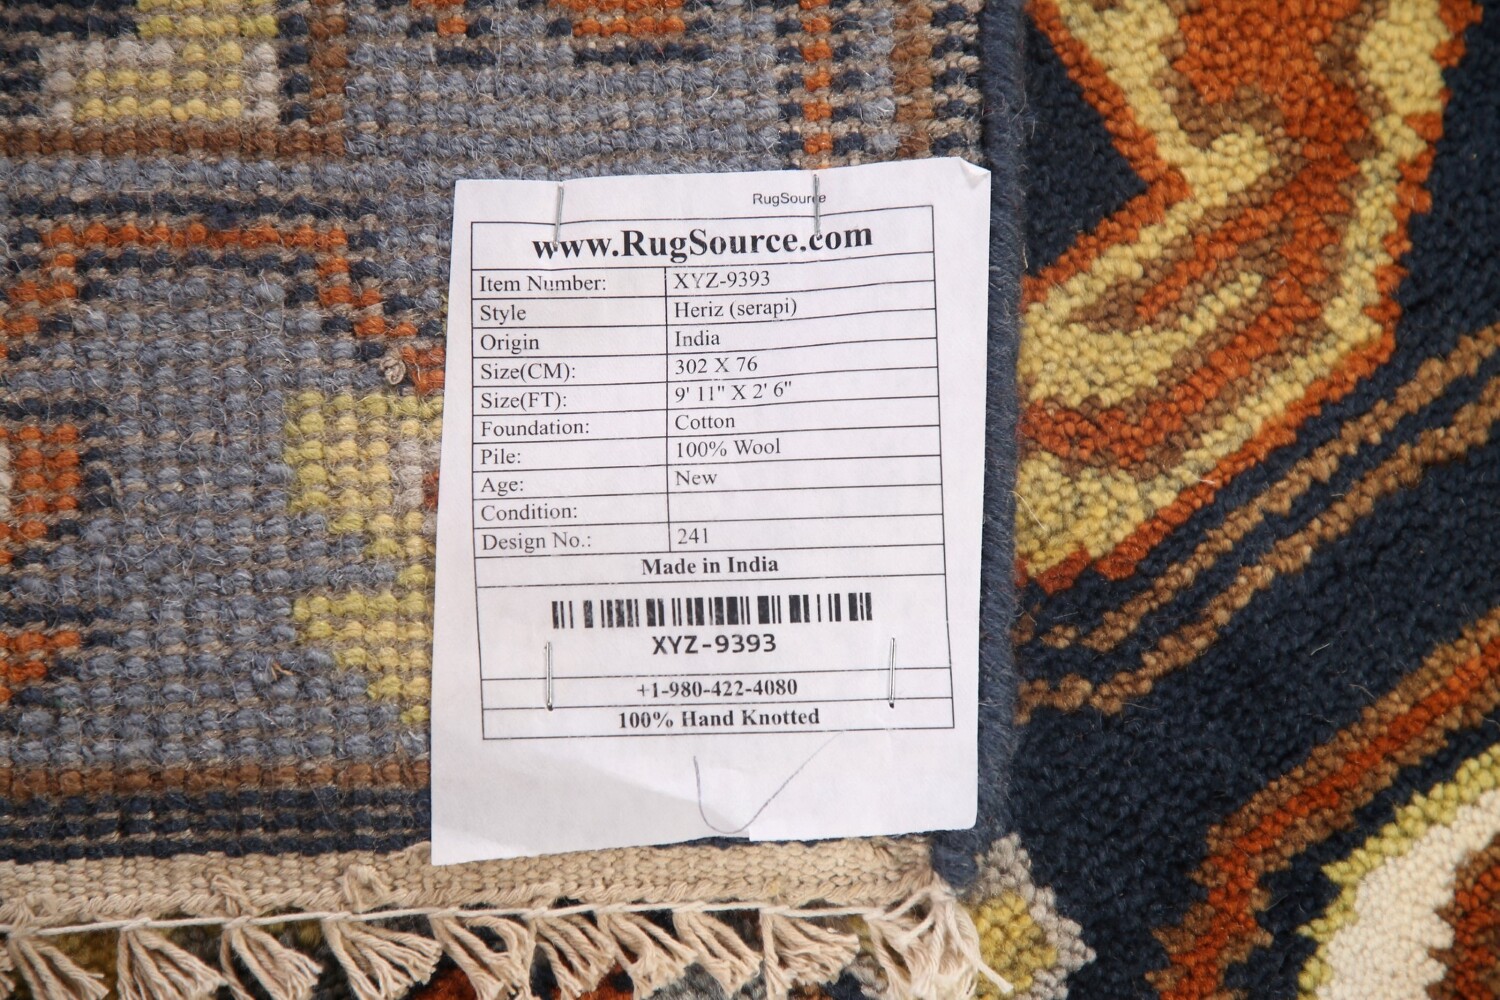 RugSource
www.RugSource.com
Item Number: XYZ-9393
Style Heriz (serapi)
Origin India
Size(CM): 302 X 76
Size(FT): 9' 11" X 2' 6"
Foundation: Cotton
Pile: 100% Wool
Age: New
Condition:
Design No.: 241
Made in India
XYZ-9393
+1-980-422-4080
100% Hand Knotted